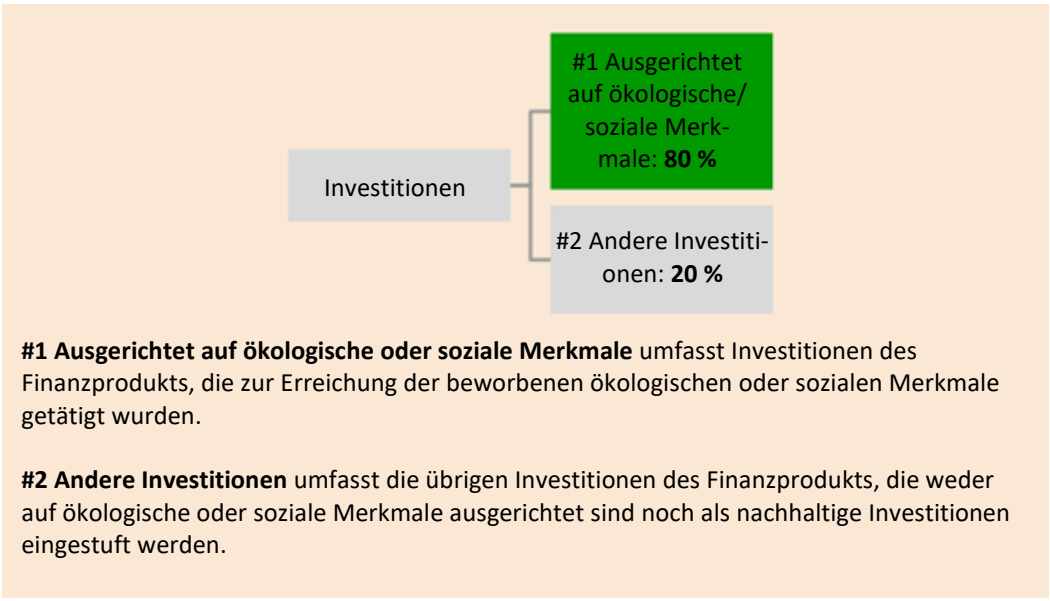 #1 Ausgerichtet
auf ökologische/
soziale Merk-
male: 80 %
Investitionen
#2 Andere Investiti-
onen: 20 %
#1 Ausgerichtet auf ökologische oder soziale Merkmale umfasst Investitionen des
Finanzprodukts, die zur Erreichung der beworbenen ökologischen oder sozialen Merkmale
getätigt wurden.
#2 Andere Investitionen umfasst die übrigen Investitionen des Finanzprodukts, die weder
auf ökologische oder soziale Merkmale ausgerichtet sind noch als nachhaltige Investitionen
eingestuft werden.